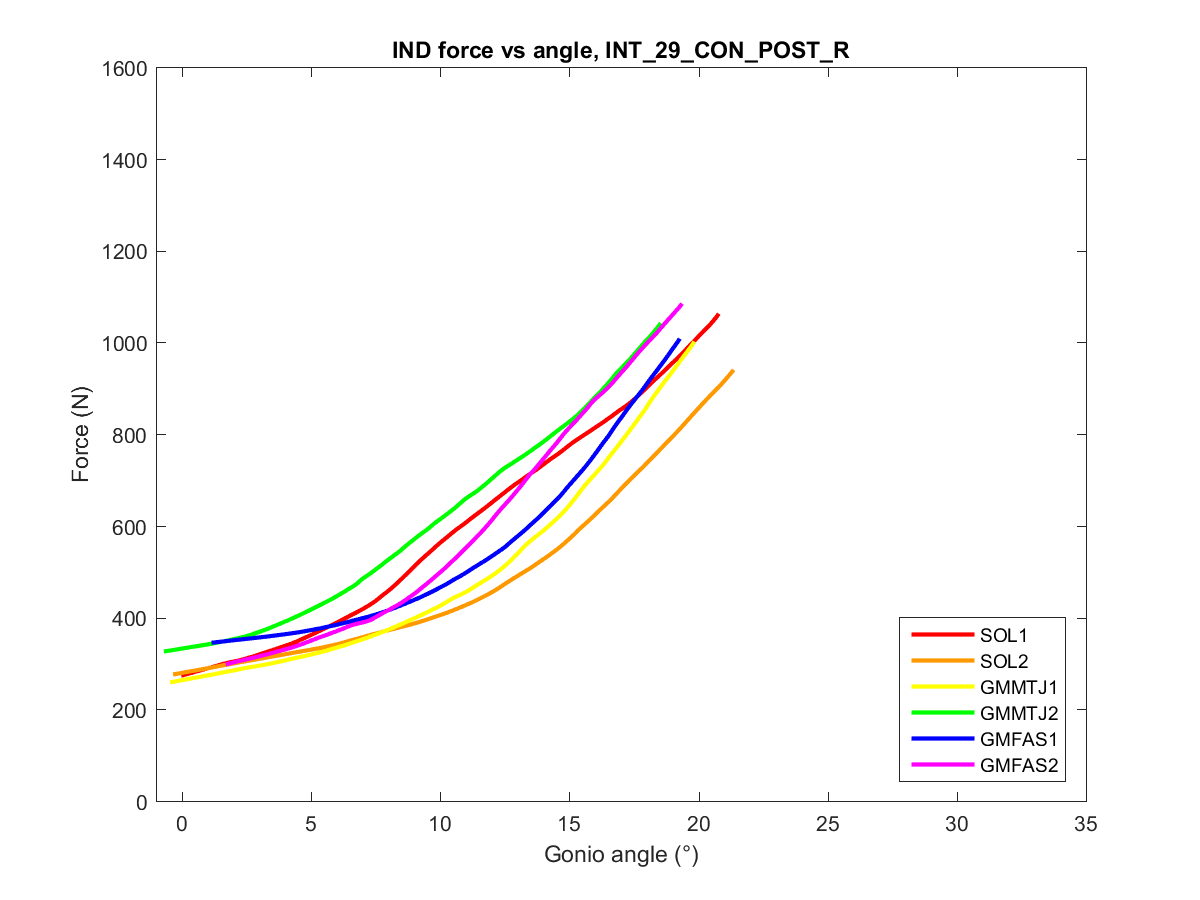 IND force vs angle, INT_29_CON_POST_R
1600
1400
1200
1000
800
600
400
200
0
Force (N)
0 5 10 15 20 25 30 35
Gonio angle (°)
SOL1
SOL2
GMMTJ1
GMMTJ2
GMFAS1
GMFAS2